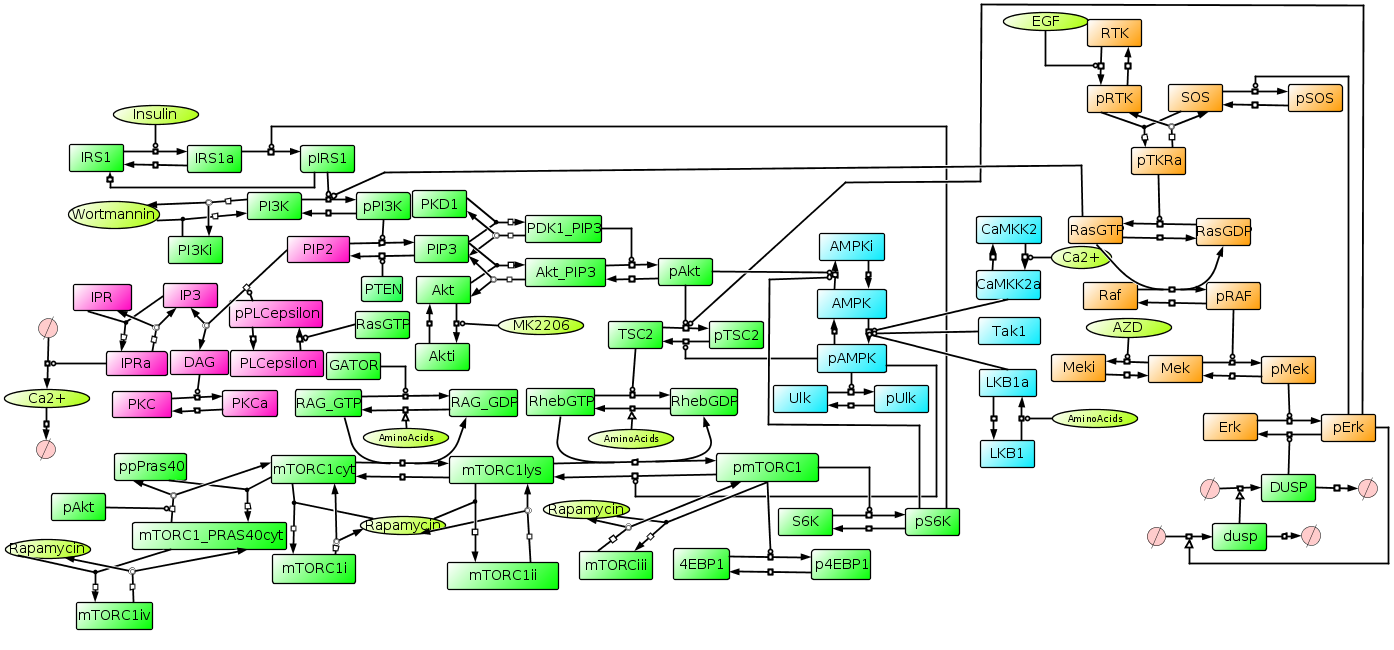 EGF
RTK
pRTK
SOS
pSOS
Insulin
IRS1
IRS1a
pIRS1
pTKRa
Wortmannin
PI3K
pPI3K
PKD1
PI3Ki
PIP2
PIP3
PDK1_PIP3
Akt_PIP3
pAkt
AMPKi
CaMKK2
Ca2+
RasGTP
RasGDP
PTEN
Akt
AMPK
CaMKK2a
Raf
pRAF
IPR
IP3
pPLCepsilon
RasGTP
MK2206
TSC2
pTSC2
Tak1
AZD
IPRa
DAG
PLCepsilon
GATOR
Akti
pAMPK
LKB1a
Meki
Mek
pMek
Ca2+
PKC
PKCa
RAG_GTP
RAG_GDP
RhebGTP
RhebGDP
Ulk
pUlk
AminoAcids
AminoAcids
AminoAcids
Erk
pErk
LKB1
ppPras40
mTORC1cyt
mTORC1lys
pmTORC1
DUSP
pAkt
Rapamycin
Rapamycin
S6K
pS6K
mTORC1_PRAS40cyt
dusp
Rapamycin
mTORC1i
mTORC1ii
mTORCiii
4EBP1
p4EBP1
mTORC1iv